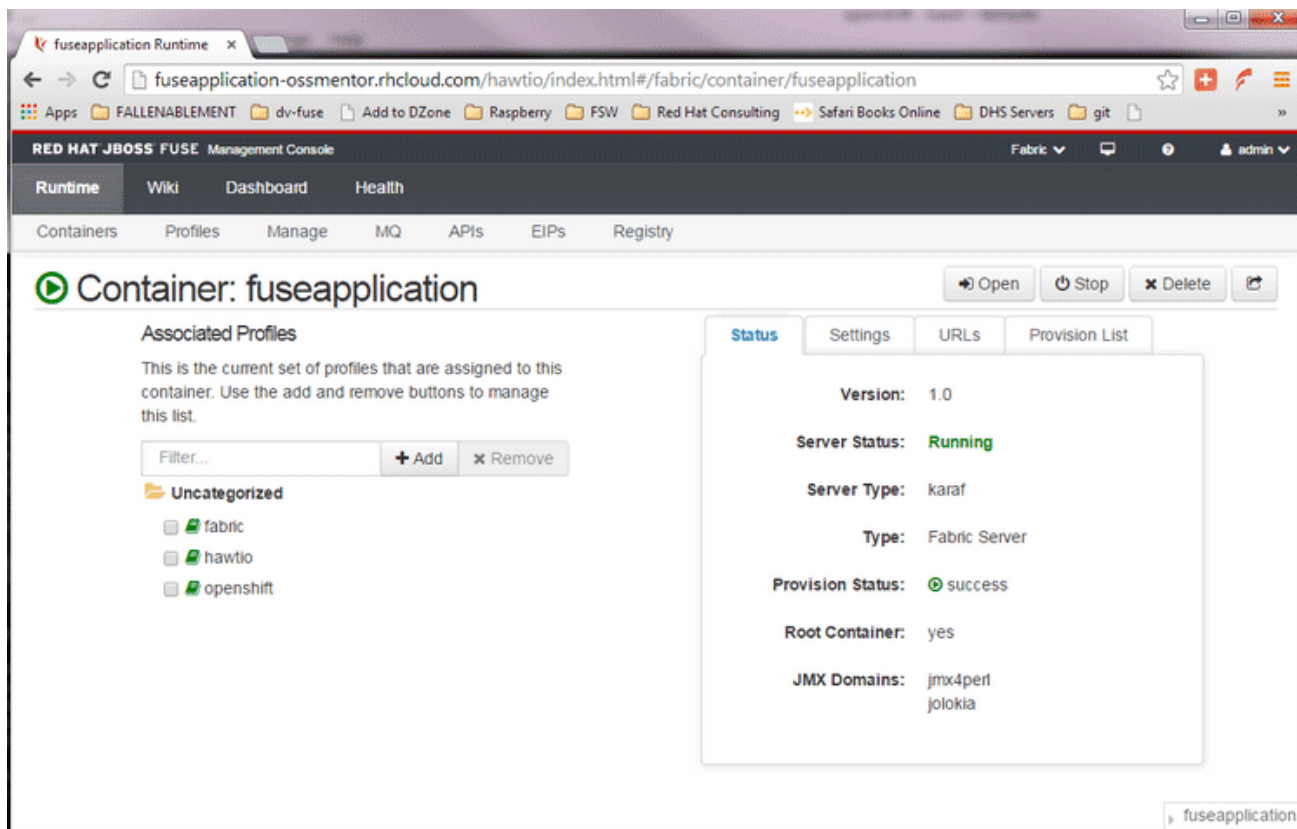 fuseapplication Runtime
fuseapplication-ossmentor.rhcloud.com/hawtio/index.html#/fabric/container/fuseapplication
Apps FALLENABLEMENT dv-fuse Add to DZone Raspberry FSW Red Hat Consulting Safari Books Online DHS Servers git
RED HAT JBOSS FUSE Management Console Fabric admin
Runtime Wiki Dashboard Health
Containers Profiles Manage MQ APIs EIPs Registry
Container: fuseapplication
Open Stop Delete
Associated Profiles
This is the current set of profiles that are assigned to this
container. Use the add and remove buttons to manage
this list.
Filter... Add Remove
Uncategorized
fabric
hawtio
openshift
Status Settings URLs Provision List
Version: 1.0
Server Status: Running
Server Type: karaf
Type: Fabric Server
Provision Status: success
Root Container: yes
JMX Domains: jmx4perl
jolokia
fuseapplication